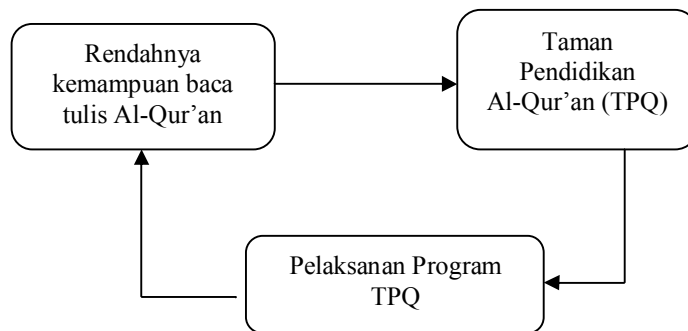 Rendahnya
kemampuan baca
tulis Al-Qur’an
Taman
Pendidikan
Al-Qur’an (TPQ)
Pelaksanan Program
TPQ